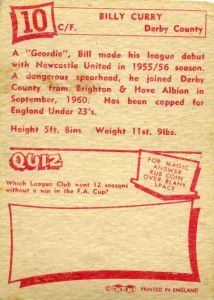 10
C/F.
BILLY CURRY
Derby County
A "Geordie", Bill made his league debut
with Newcastle United in 1955/56 season.
A dangerous spearhead, he joined Derby
County from Brighton & Hove Albion in
September, 1960. Has been capped for
England Under 23's.
Height 5ft. 8ins. Weight 11st. 9lbs.
QUIZ
Which League Club went 12 seasons
without a win in the F.A. Cup?
FOR MAGIC
ANSWER
RUB COIN
OVER BLANK
SPACE
PRINTED IN ENGLAND